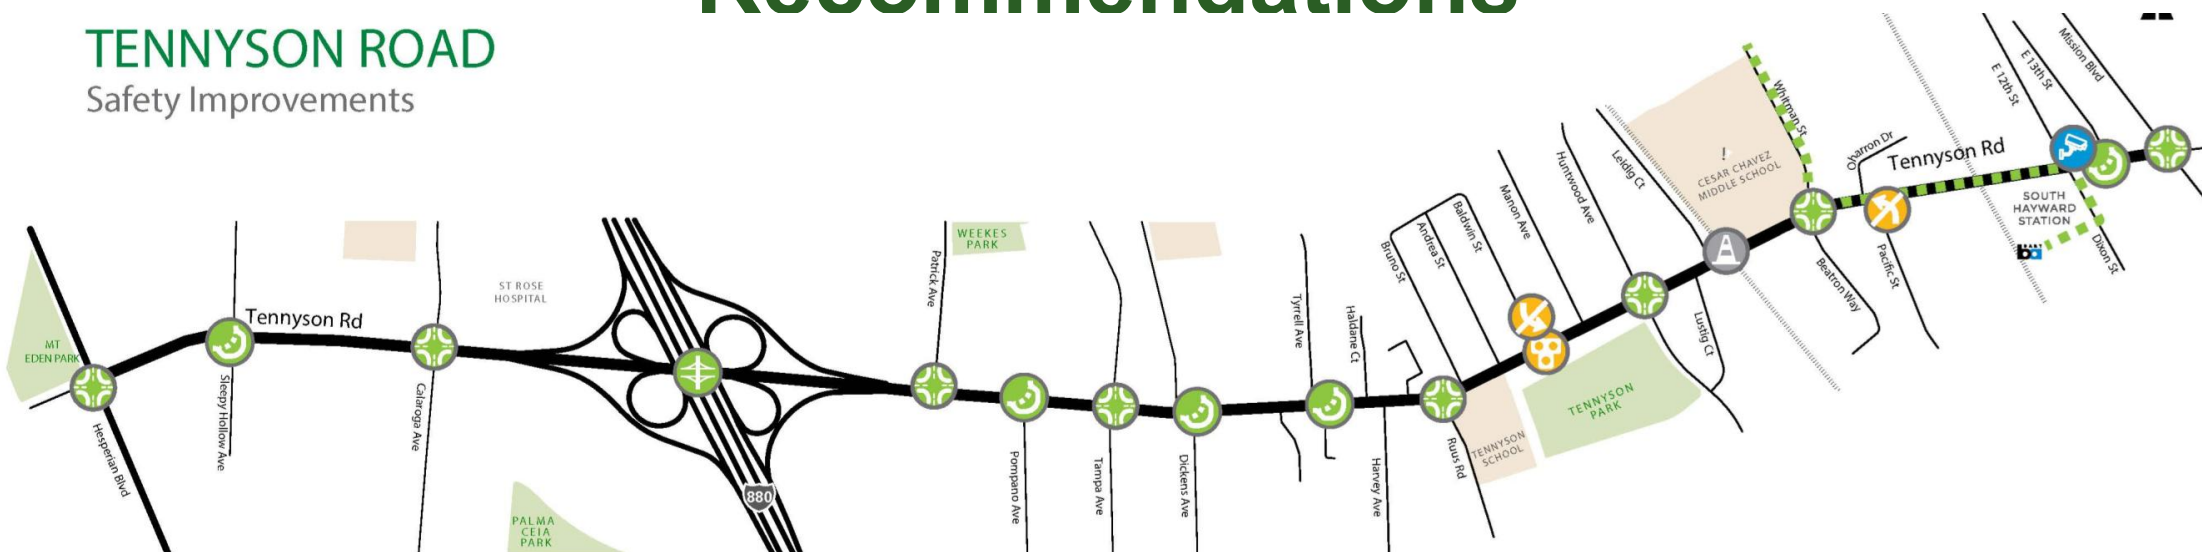 Recommendations
TENNYSON ROAD
Safety Improvements
MT
EDEN PARK
Hesperian Blvd
Tennyson Rd
Sleepy Hollow Ave
Calaroga Ave
ST ROSE
HOSPITAL
PALMA
CEIA
PARK
880
Patrick Ave
WEEKES
PARK
Pompano Ave
Tampa Ave
Dickens Ave
Tyrrell Ave
Haldane Ct
Harvey Ave
Bruno St
Andrea St
Baldwin St
Manon Ave
Huntwood Ave
Leidig Ct
Ruus Rd
TENNYSON
SCHOOL
TENNYSON
PARK
Lustig Ct
CESAR CHAVEZ
MIDDLE SCHOOL
Whitman St
Beatron Way
Oharron Dr
Pacific St
Tennyson Rd
E 12th St
E 13th St
Mission Blvd
SOUTH
HAYWARD
STATION
ba
Dixon St